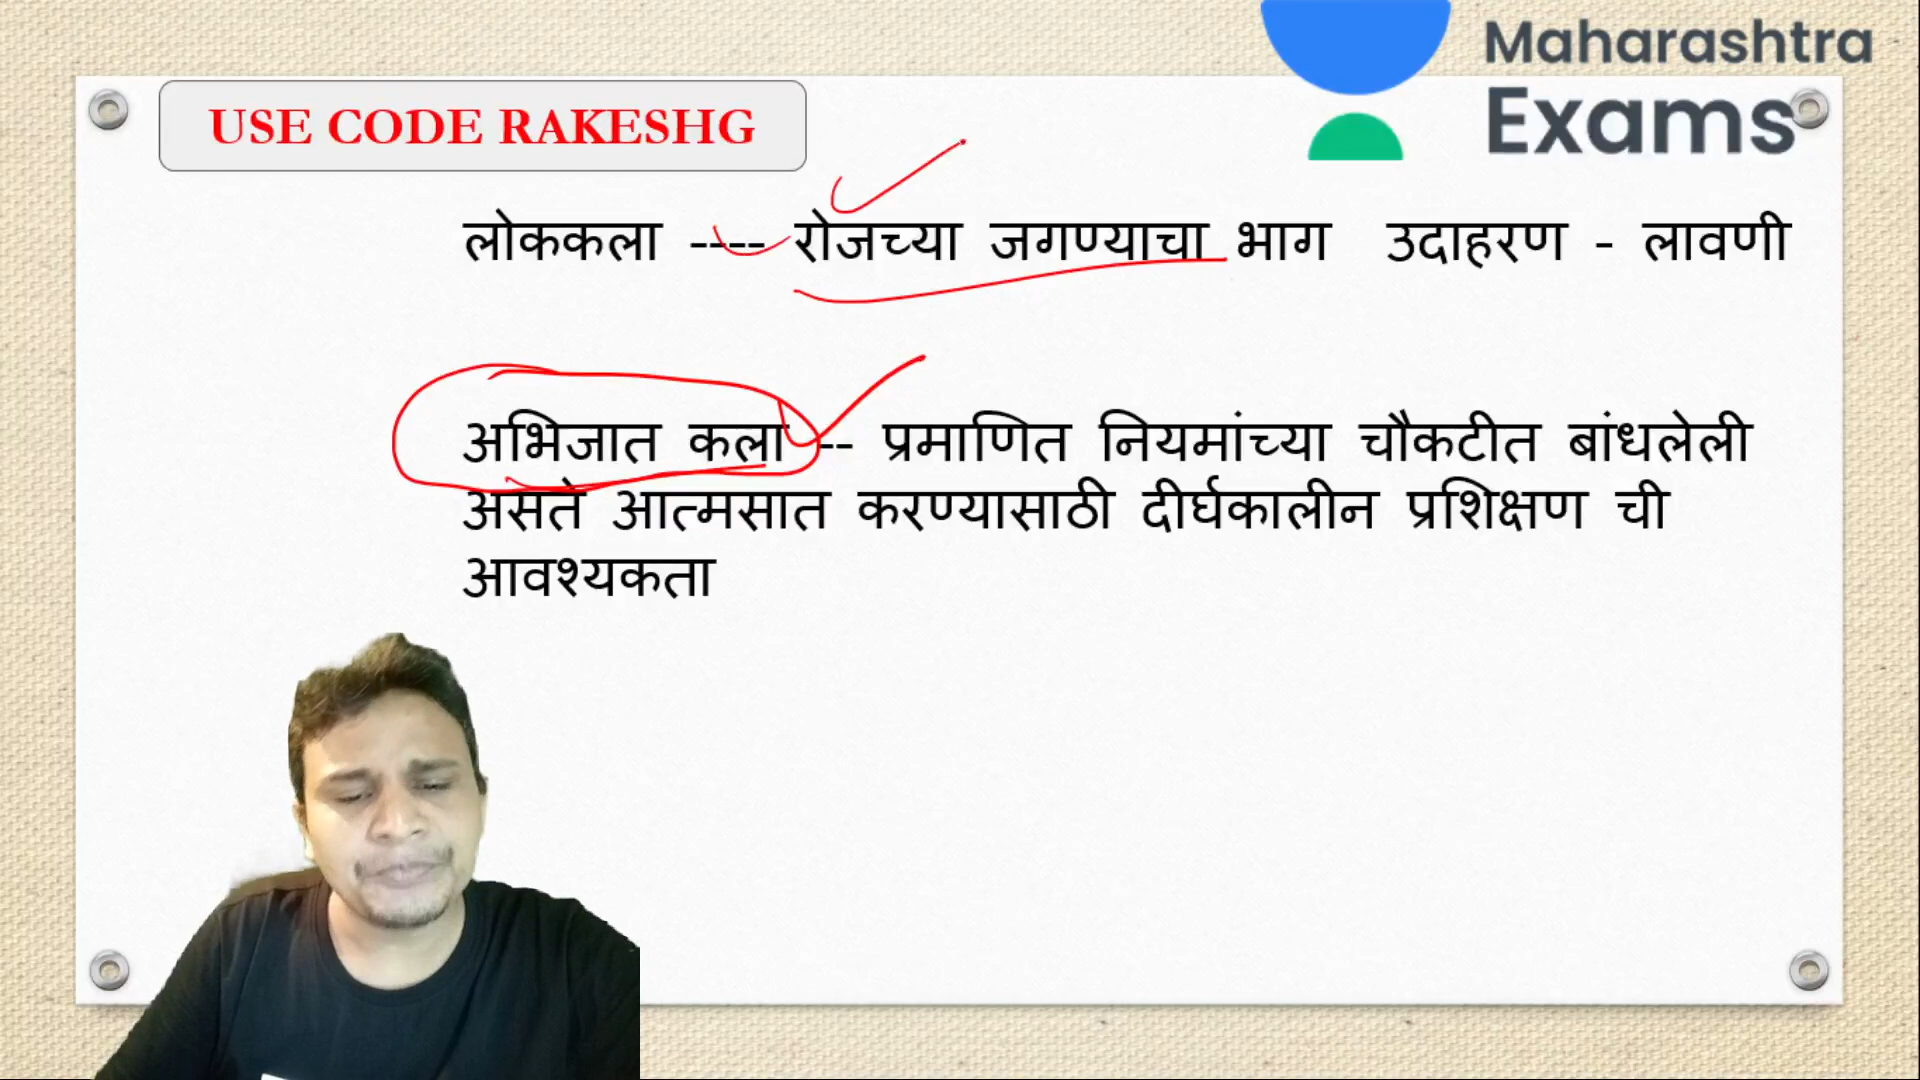 Maharashtra
Exams
USE CODE RAKESHG
लोककला ---- रोजच्या जगण्याचा भाग उदाहरण - लावणी
अभिजात कला -- प्रमाणित नियमांच्या चौकटीत बांधलेली
असते आत्मसात करण्यासाठी दीर्घकालीन प्रशिक्षण ची
आवश्यकता